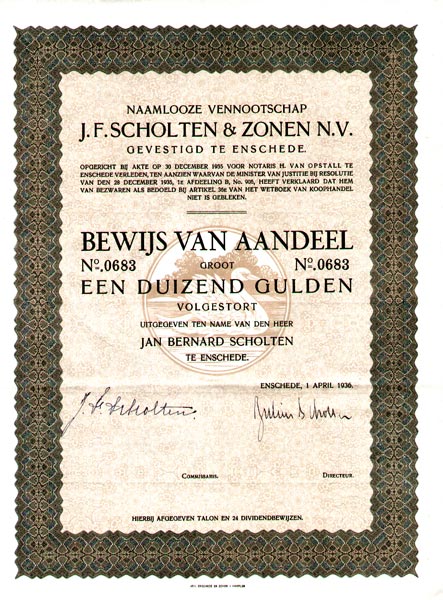 NAAMLOOZE VENNOOTSCHAP
J. F. SCHOLTEN & ZONEN N.V.
GEVESTIGD TE ENSCHEDE.
OPGERICHT BIJ AKTE OP 30 DECEMBER 1935 VOOR NOTARIS H. VAN OPSTALL TE
ENSCHEDE VERLEDEN, TEN AANZIEN WAARVAN DE MINISTER VAN JUSTITIE BIJ RESOLUTIE
VAN DEN 28 DECEMBER 1935, 1e AFDEELING B, No. 908, HEEFT VERKLAARD DAT HEM
VAN BEZWAREN ALS BEDOELD BIJ ARTIKEL 36e VAN HET WETBOEK VAN KOOPHANDEL
NIET IS GEBLEKEN.
BEWIJS VAN AANDEEL
No. 0683 GROOT No. 0683
EEN DUIZEND GULDEN
VOLGESTORT
UITGEGEVEN TEN NAME VAN DEN HEER
JAN BERNARD SCHOLTEN
TE ENSCHEDE.
ENSCHEDE, 1 APRIL 1936.
J. F. Scholten. Julius Scholten
COMMISSARIS. DIRECTEUR.
HIERBIJ AFGEGEVEN TALON EN 24 DIVIDENDBEWIJZEN.